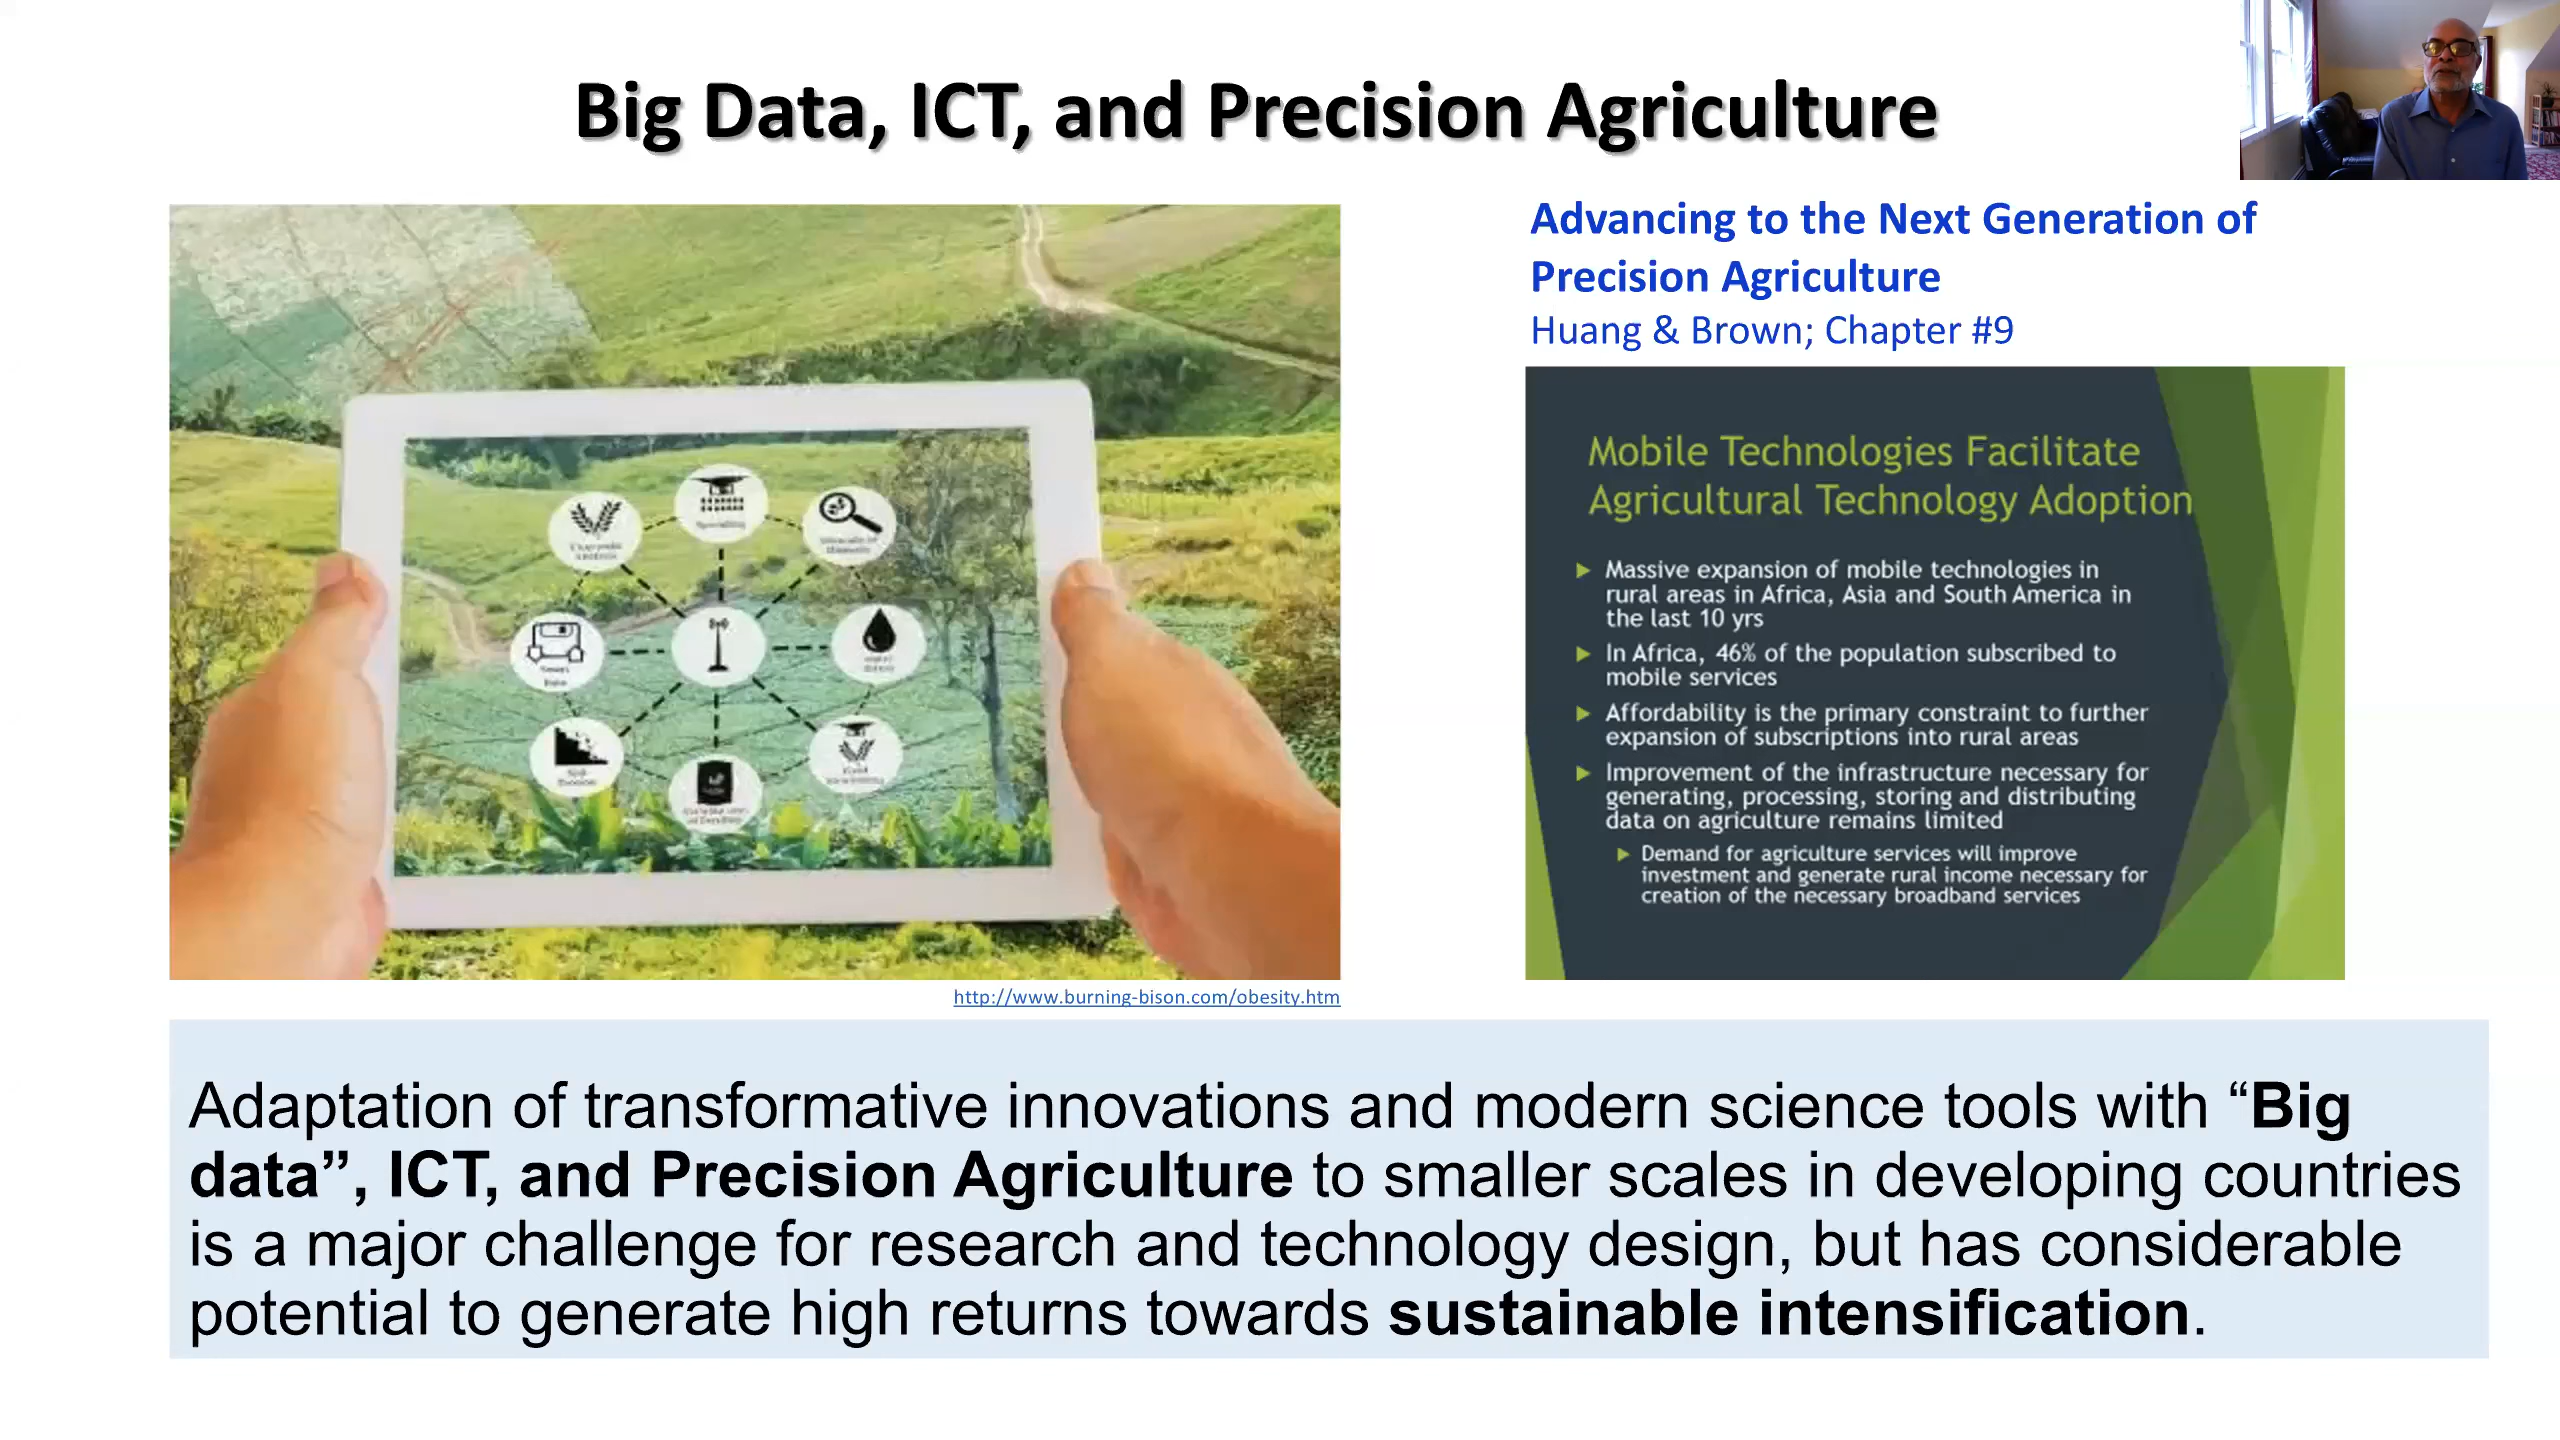 Big Data, ICT, and Precision Agriculture
Advancing to the Next Generation of
Precision Agriculture
Huang & Brown; Chapter #9
Mobile Technologies Facilitate
Agricultural Technology Adoption
Massive expansion of mobile technologies in
rural areas in Africa, Asia and South America in
the last 10 yrs
In Africa, 46% of the population subscribed to
mobile services
Affordability is the primary constraint to further
expansion of subscriptions into rural areas
Improvement of the infrastructure necessary for
generating, processing, storing and distributing
data on agriculture remains limited
Demand for agriculture services will improve
investment and generate rural income necessary for
creation of the necessary broadband services
http://www.burning-bison.com/obesity.htm
Adaptation of transformative innovations and modern science tools with “Big
data”, ICT, and Precision Agriculture to smaller scales in developing countries
is a major challenge for research and technology design, but has considerable
potential to generate high returns towards sustainable intensification.